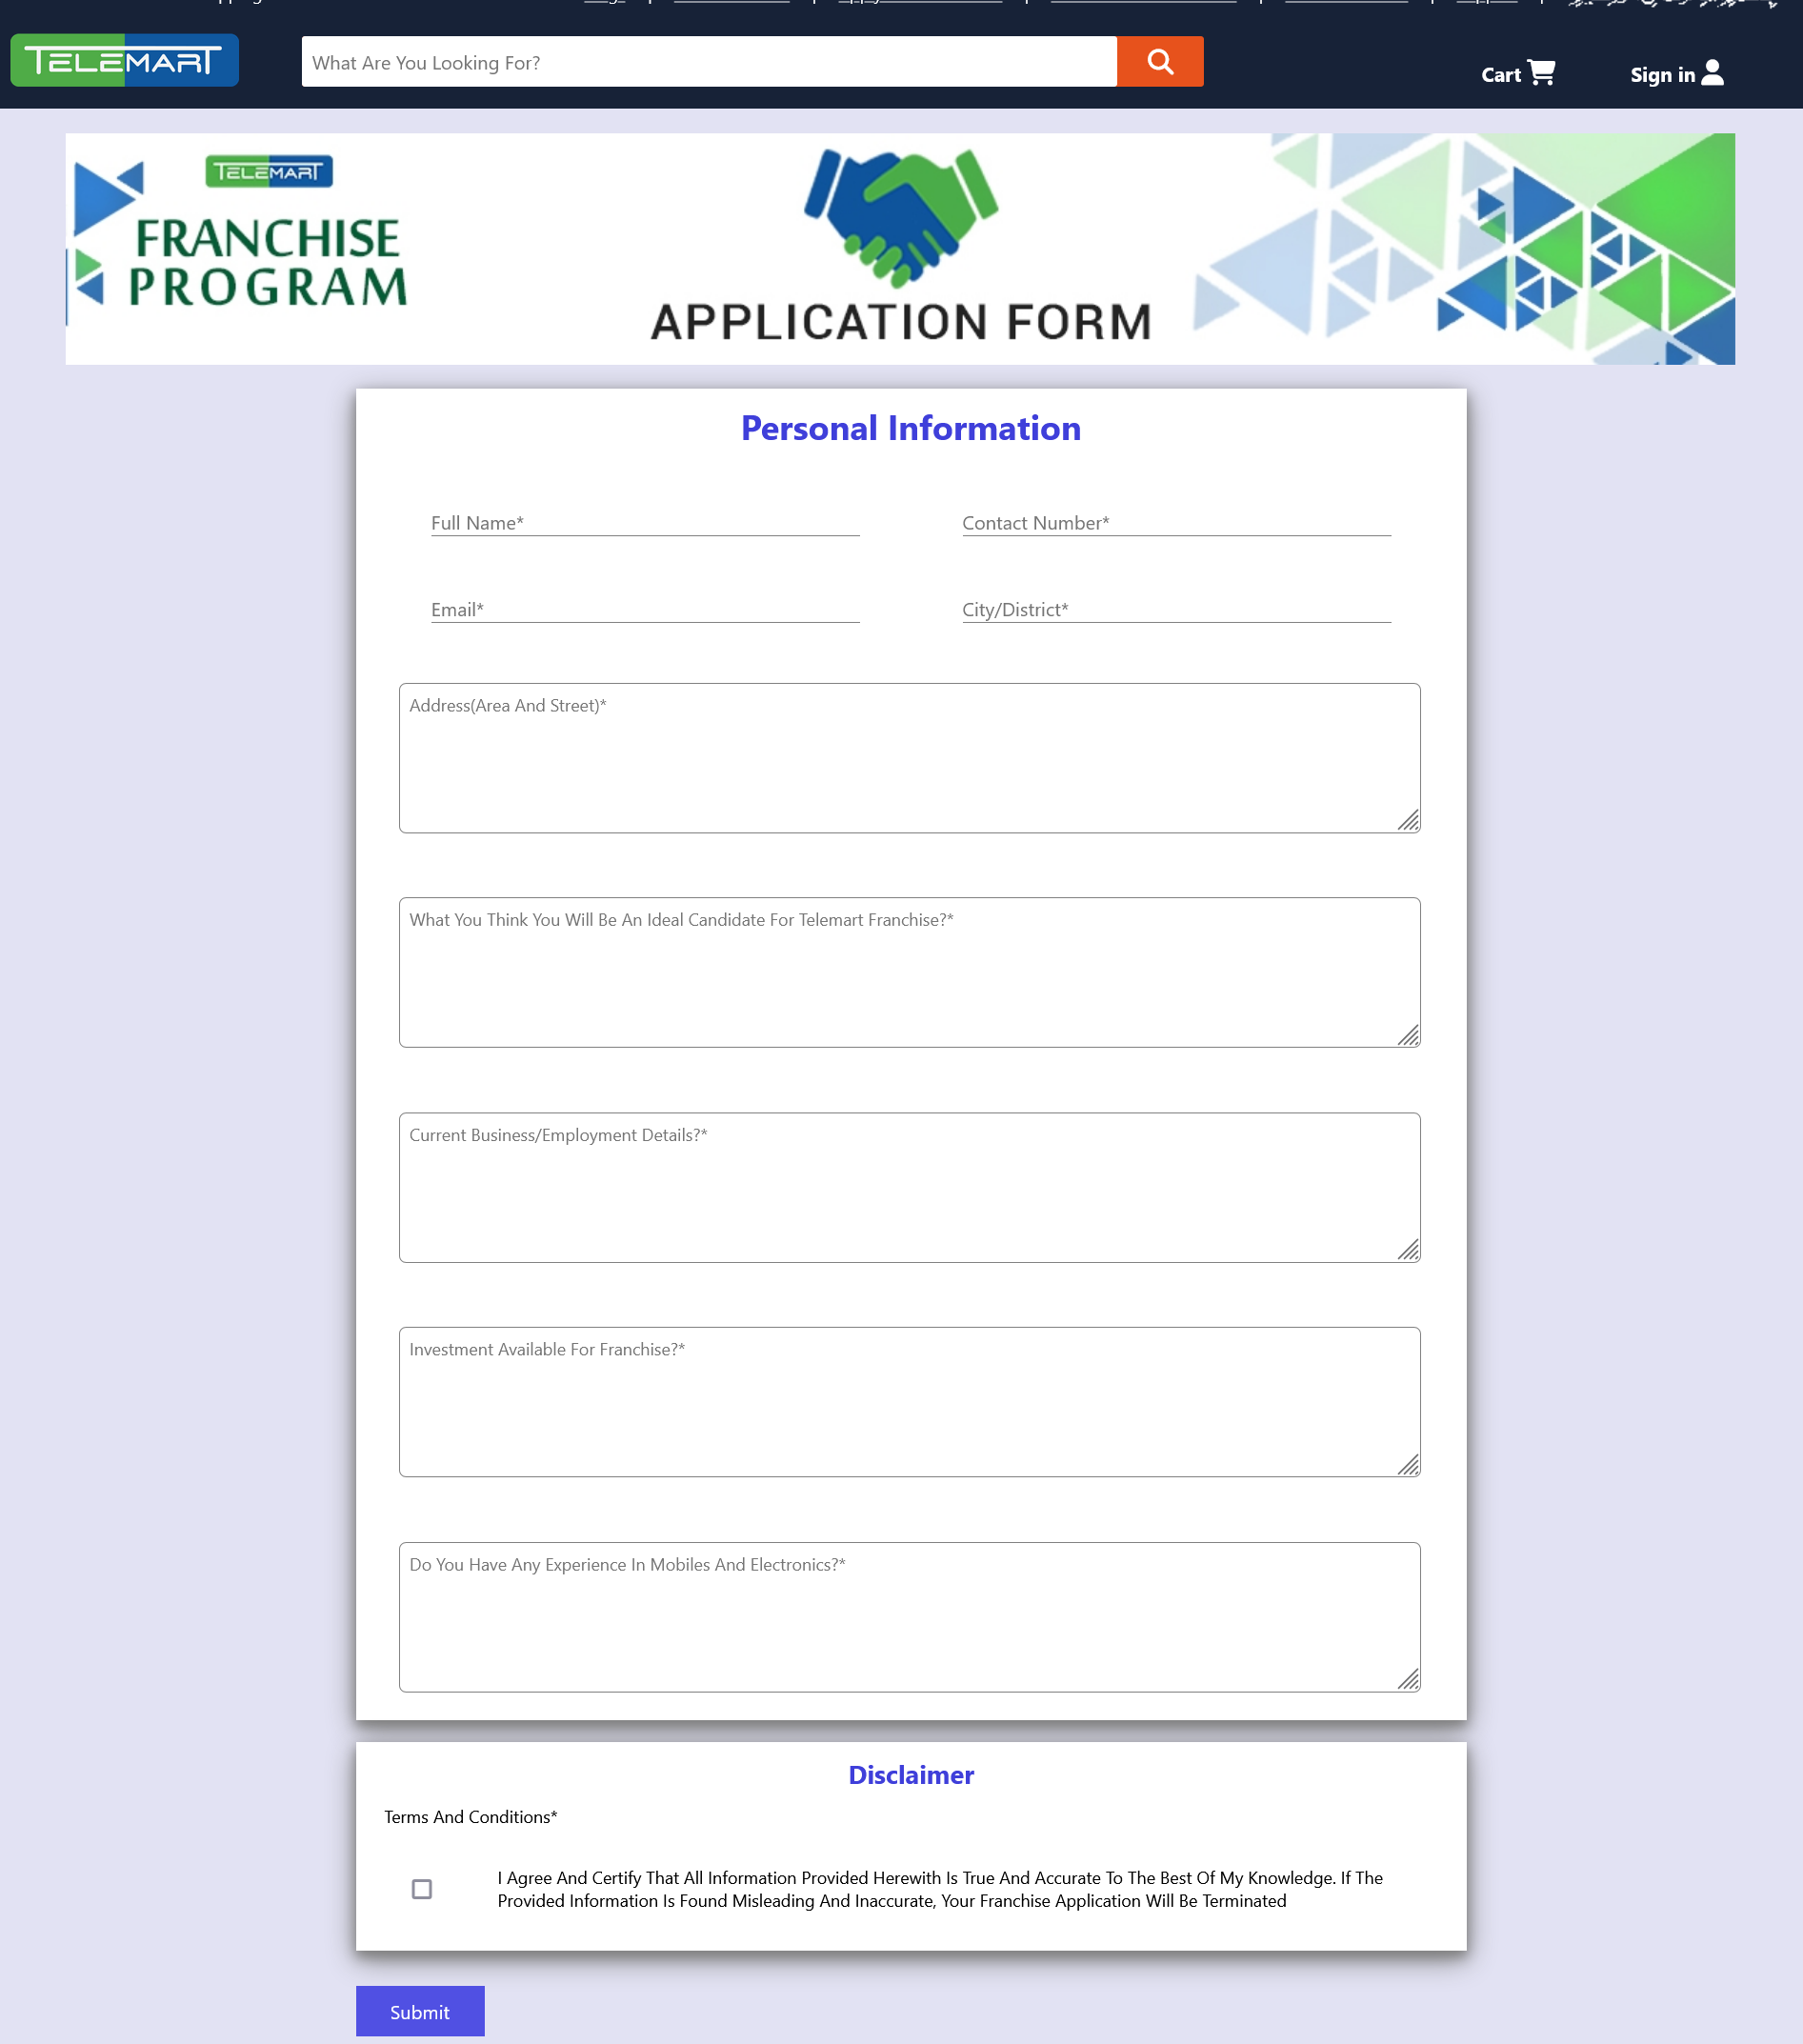 TELEMART
What Are You Looking For?
Cart
Sign in
TELEMART
FRANCHISE
PROGRAM
APPLICATION FORM
Personal Information
Full Name*
Contact Number*
Email*
City/District*
Address(Area And Street)*
What You Think You Will Be An Ideal Candidate For Telemart Franchise?*
Current Business/Employment Details?*
Investment Available For Franchise?*
Do You Have Any Experience In Mobiles And Electronics?*
Disclaimer
Terms And Conditions*
I Agree And Certify That All Information Provided Herewith Is True And Accurate To The Best Of My Knowledge. If The
Provided Information Is Found Misleading And Inaccurate, Your Franchise Application Will Be Terminated
Submit